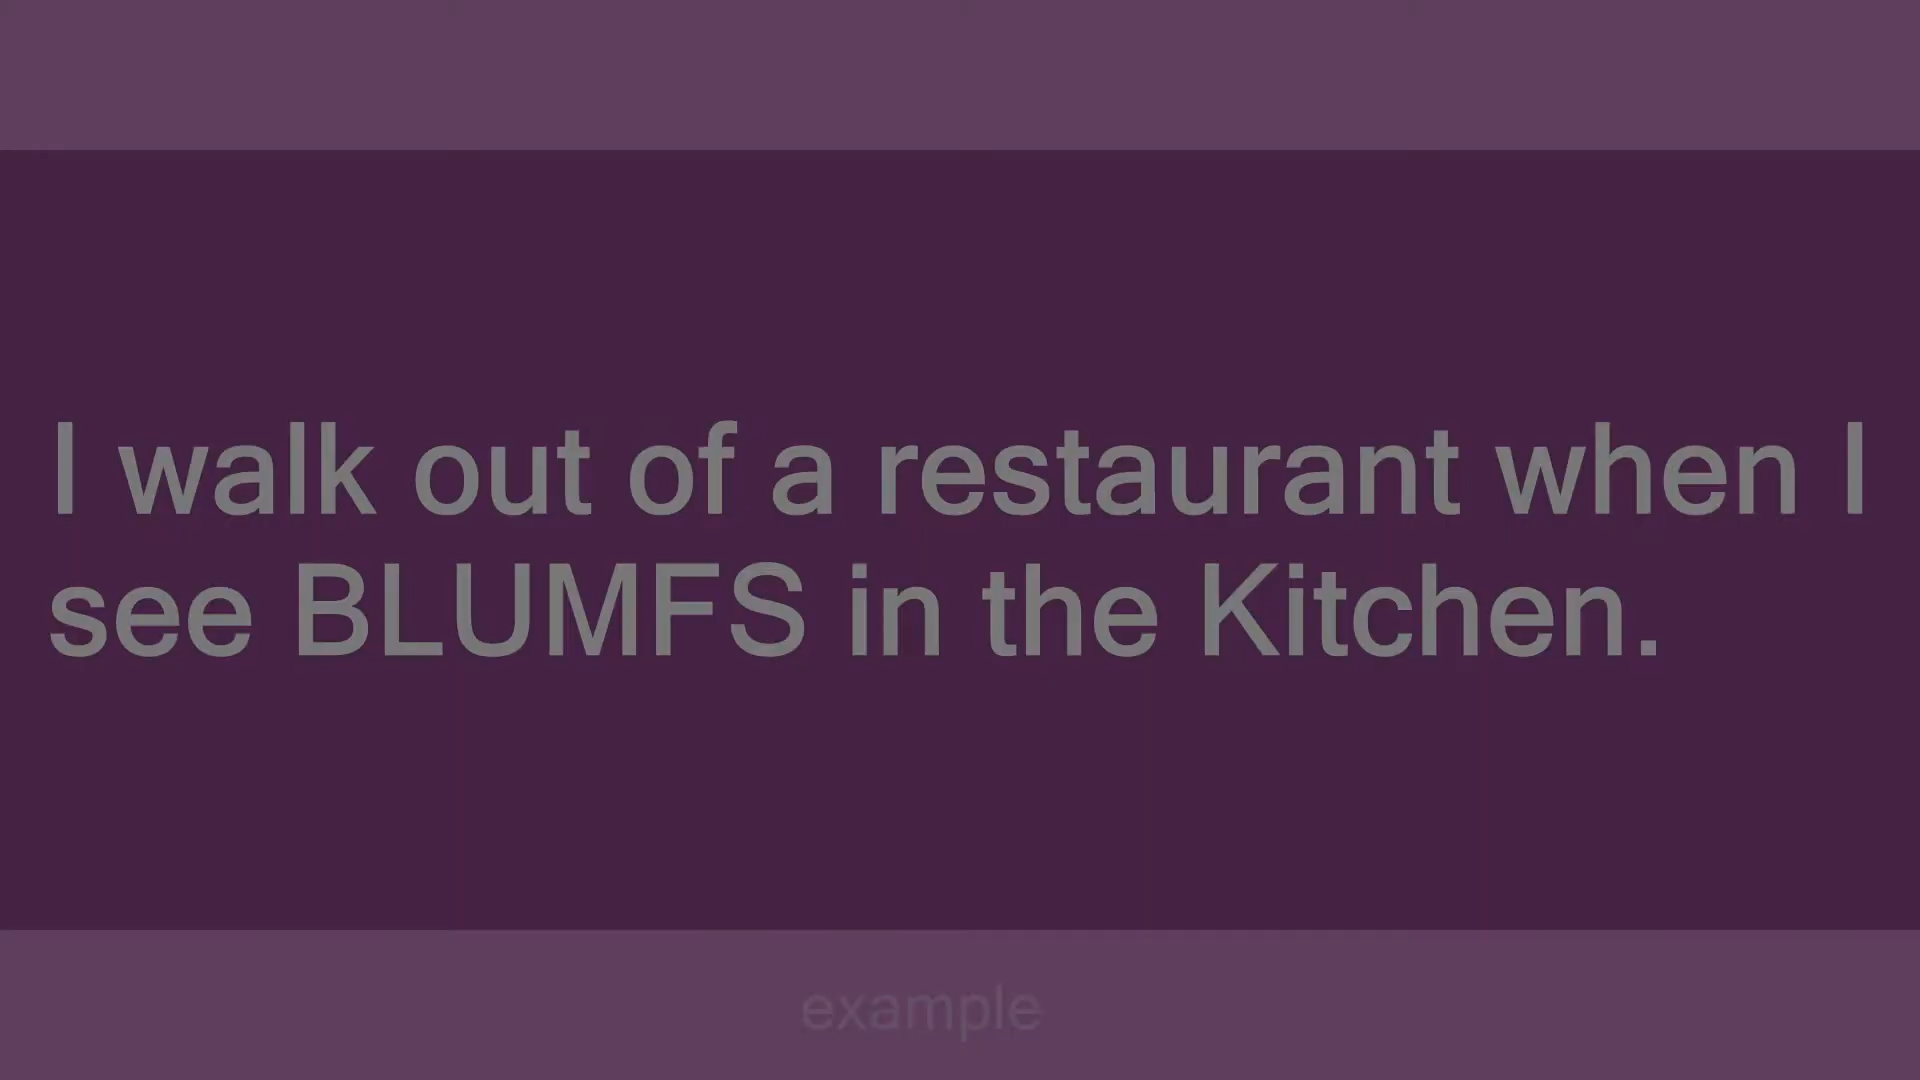 I walk out of a restaurant when I
see BLUMFS in the Kitchen.
example